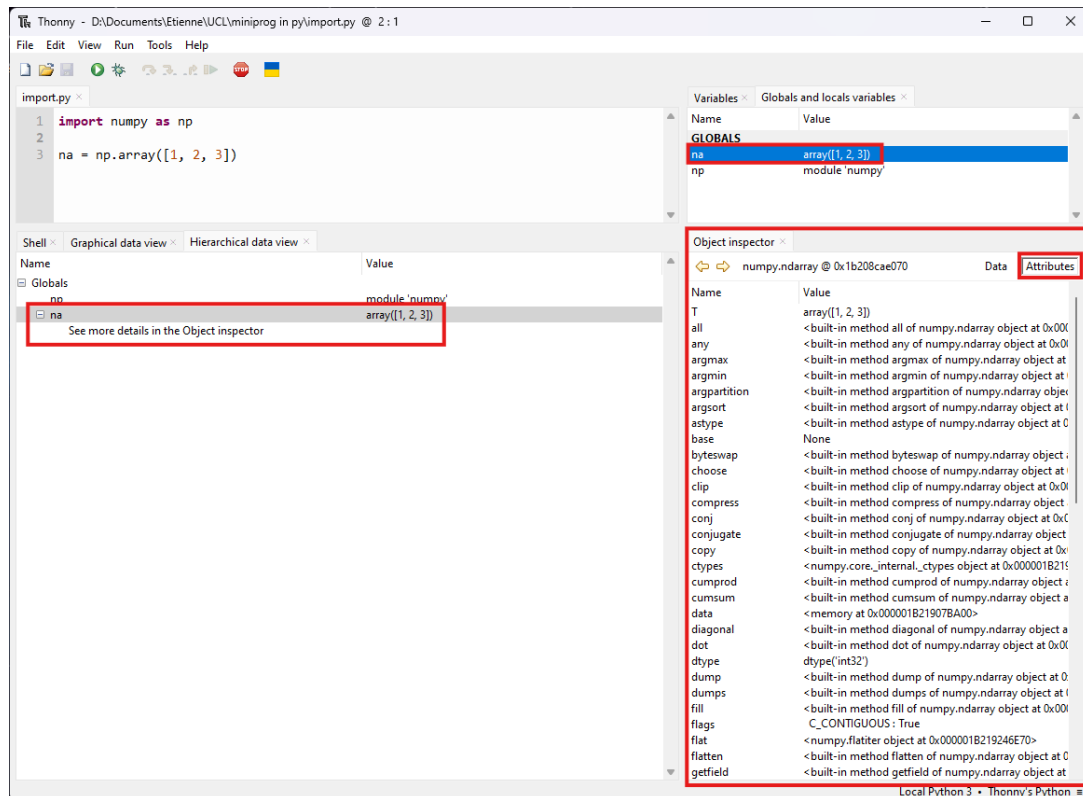 Thonny - D:\Documents\Etienne\UCL\miniprog in py\import.py @ 2 : 1
File Edit View Run Tools Help
STOP
import.py ×
1 import numpy as np
2
3 na = np.array([1, 2, 3])
Variables × Globals and locals variables ×
Name Value
GLOBALS
na array([1, 2, 3])
np module 'numpy'
Shell × Graphical data view × Hierarchical data view ×
Name Value
Globals
np module 'numpy'
na array([1, 2, 3])
See more details in the Object inspector
Object inspector ×
numpy.ndarray @ 0x1b208cae070 Data Attributes
Name Value
T array([1, 2, 3])
all <built-in method all of numpy.ndarray object at 0x000
any <built-in method any of numpy.ndarray object at 0x00
argmax <built-in method argmax of numpy.ndarray object at
argmin <built-in method argmin of numpy.ndarray object at
argpartition <built-in method argpartition of numpy.ndarray objec
argsort <built-in method argsort of numpy.ndarray object at
astype <built-in method astype of numpy.ndarray object at 0
base None
byteswap <built-in method byteswap of numpy.ndarray object
choose <built-in method choose of numpy.ndarray object at
clip <built-in method clip of numpy.ndarray object at 0x00
compress <built-in method compress of numpy.ndarray object
conj <built-in method conj of numpy.ndarray object at 0x0
conjugate <built-in method conjugate of numpy.ndarray object
copy <built-in method copy of numpy.ndarray object at 0x
ctypes <numpy.core._internal._ctypes object at 0x000001B219
cumprod <built-in method cumprod of numpy.ndarray object
cumsum <built-in method cumsum of numpy.ndarray object a
data <memory at 0x000001B21907BA00>
diagonal <built-in method diagonal of numpy.ndarray object a
dot <built-in method dot of numpy.ndarray object at 0x00
dtype dtype('int32')
dump <built-in method dump of numpy.ndarray object at 0
dumps <built-in method dumps of numpy.ndarray object at
fill <built-in method fill of numpy.ndarray object at 0x000
flags C_CONTIGUOUS : True
flat <numpy.flatiter object at 0x000001B219246E70>
flatten <built-in method flatten of numpy.ndarray object at 0
getfield <built-in method getfield of numpy.ndarray object at
Local Python 3 • Thonny's Python ≡